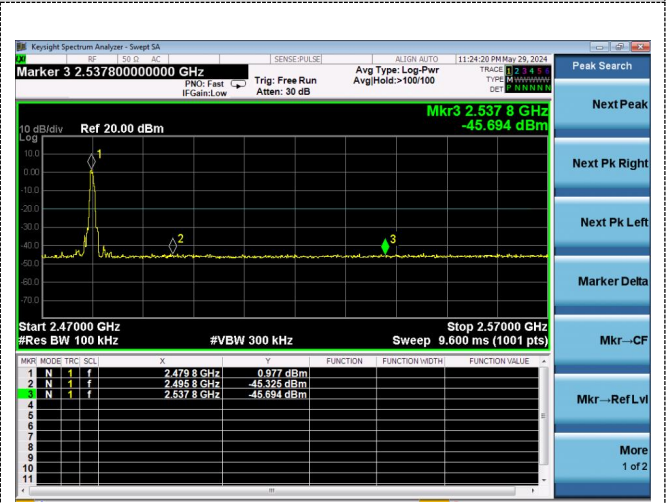 Keysight Spectrum Analyzer - Swept SA
LXI RF 50 Ω AC SENSE:PULSE ALIGN AUTO 11:24:20 PM May 29, 2024
Marker 3 2.537800000000 GHz Avg Type: Log-Pwr TRACE 1 2 3 4 5 6
PNO: Fast Trig: Free Run Avg|Hold:>100/100 TYPE M WWWWW
IFGain:Low Atten: 30 dB DET P N N N N N
Peak Search
Mkr3 2.537 8 GHz
10 dB/div Ref 20.00 dBm -45.694 dBm
Log
10.0
0.00
-10.0
-20.0
-30.0
-40.0
-50.0
-60.0
-70.0
1
2
3
Start 2.47000 GHz Stop 2.57000 GHz
#Res BW 100 kHz #VBW 300 kHz Sweep 9.600 ms (1001 pts)
MKR MODE TRC SCL X Y FUNCTION FUNCTION WIDTH FUNCTION VALUE
1 N 1 f 2.479 8 GHz 0.977 dBm
2 N 1 f 2.495 8 GHz -45.325 dBm
3 N 1 f 2.537 8 GHz -45.694 dBm
4
5
6
7
8
9
10
11
Next Peak
Next Pk Right
Next Pk Left
Marker Delta
Mkr→CF
Mkr→RefLvl
More
1 of 2